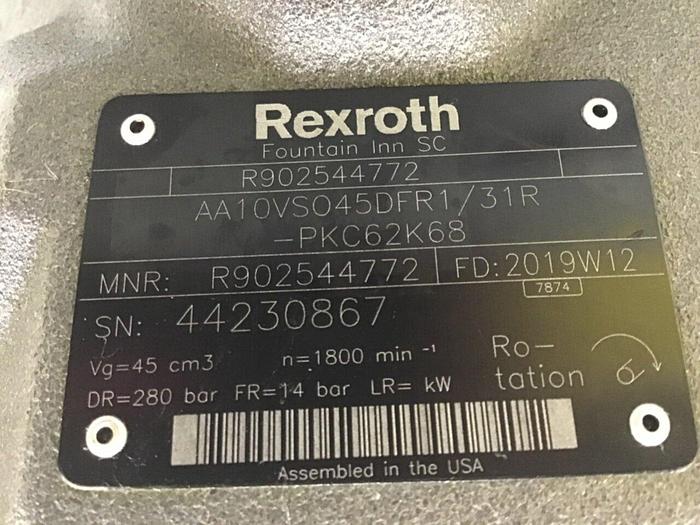 Rexroth
Fountain Inn SC
R902544772
AA10VSO45DFR1/31R
-PKC62K68
MNR: R902544772 FD:2019W12
7874
SN: 44230867
Vg=45 cm3 n=1800 min -1
DR=280 bar FR=14 bar LR= kW
Ro-
tation
Assembled in the USA